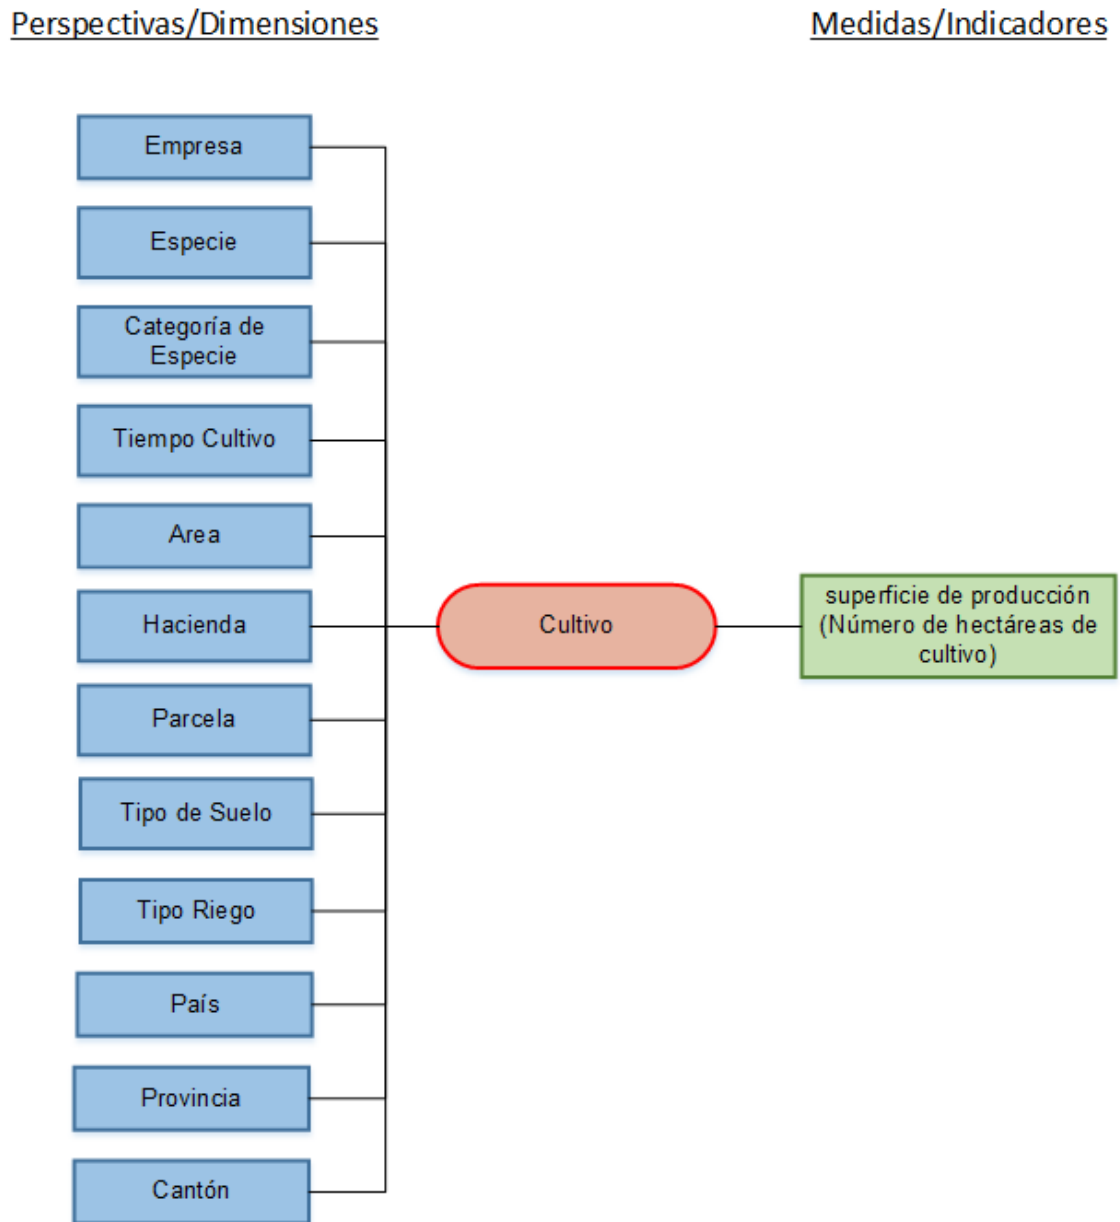 Perspectivas/Dimensiones
Medidas/Indicadores
Empresa
Especie
Categoría de
Especie
Tiempo Cultivo
Area
Hacienda
Parcela
Tipo de Suelo
Tipo Riego
País
Provincia
Cantón
Cultivo
superficie de producción
(Número de hectáreas de
cultivo)